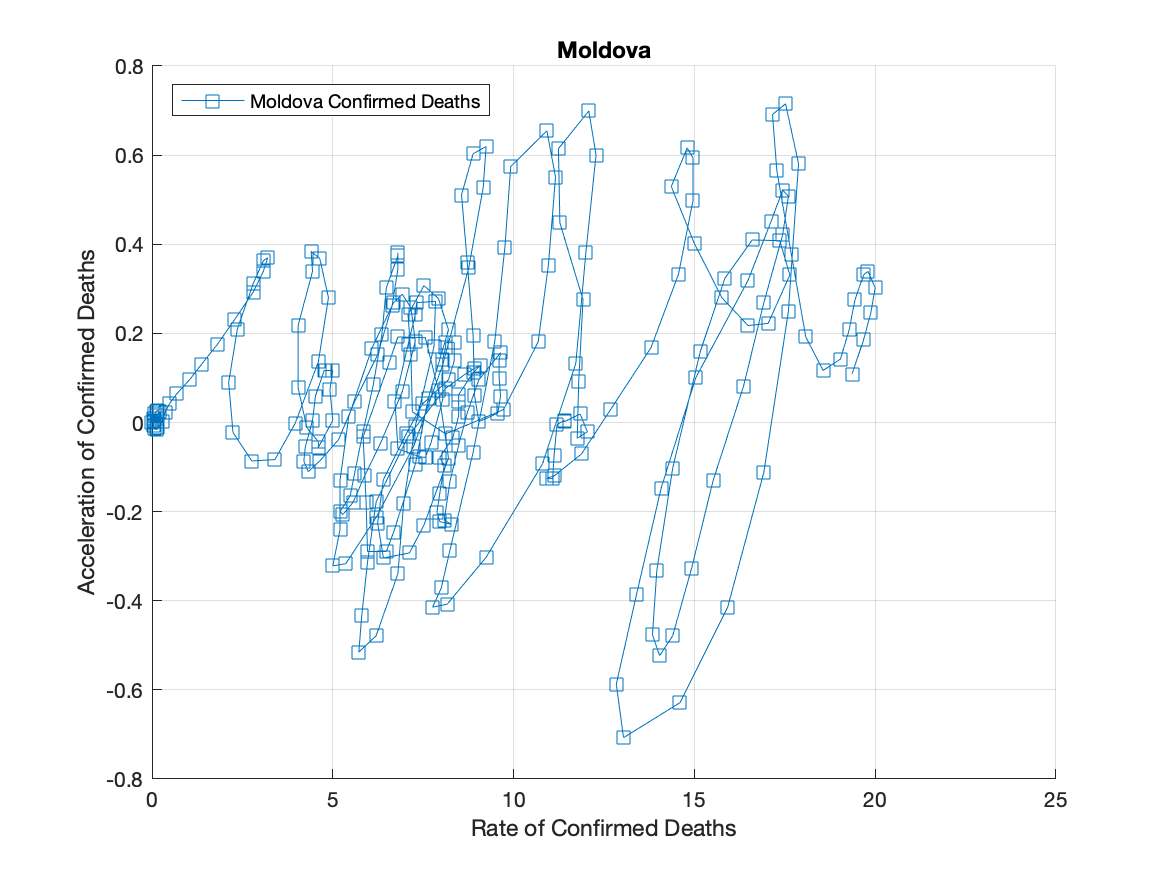 Moldova
Moldova Confirmed Deaths
Acceleration of Confirmed Deaths
0.8
0.6
0.4
0.2
0
-0.2
-0.4
-0.6
-0.8
0 5 10 15 20 25
Rate of Confirmed Deaths